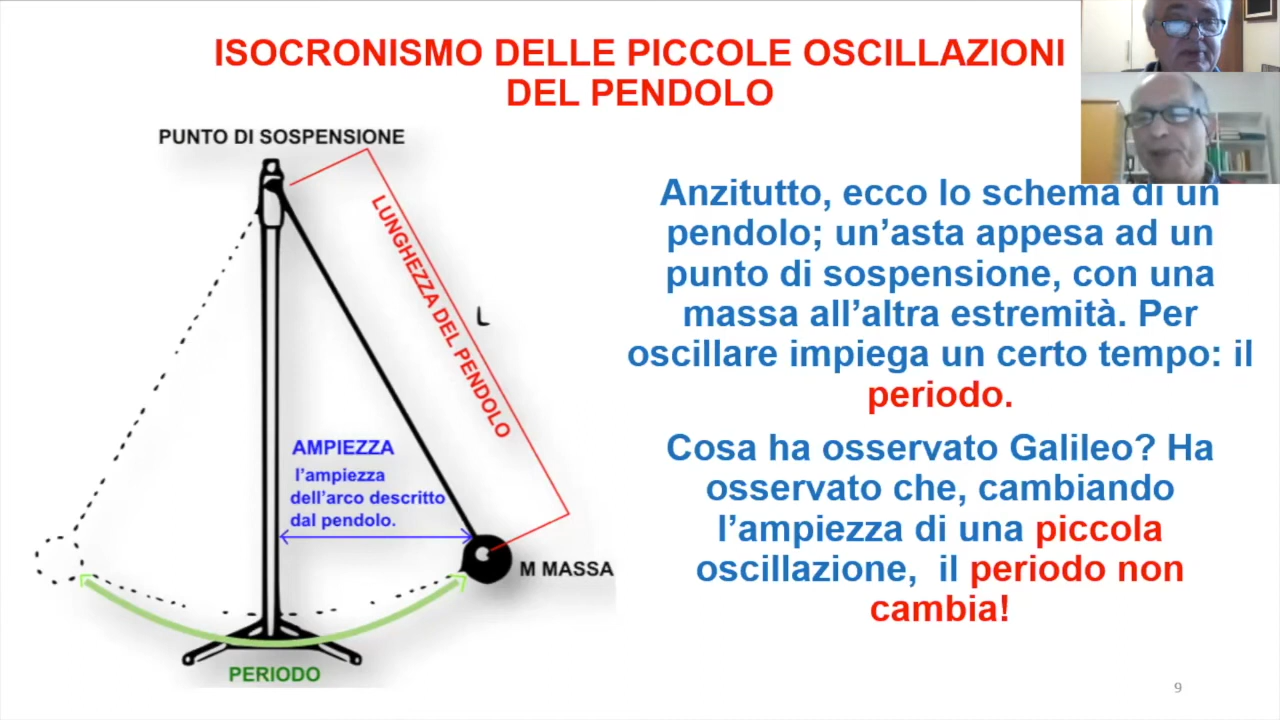 ISOCRONISMO DELLE PICCOLE OSCILLAZIONI
DEL PENDOLO
PUNTO DI SOSPENSIONE
LUNGHEZZA DEL PENDOLO
L
AMPIEZZA
l’ampiezza
dell’arco descritto
dal pendolo.
M MASSA
PERIODO
Anzitutto, ecco lo schema di un
pendolo; un’asta appesa ad un
punto di sospensione, con una
massa all’altra estremità. Per
oscillare impiega un certo tempo: il
periodo.
Cosa ha osservato Galileo? Ha
osservato che, cambiando
l’ampiezza di una piccola
oscillazione, il periodo non
cambia!
9